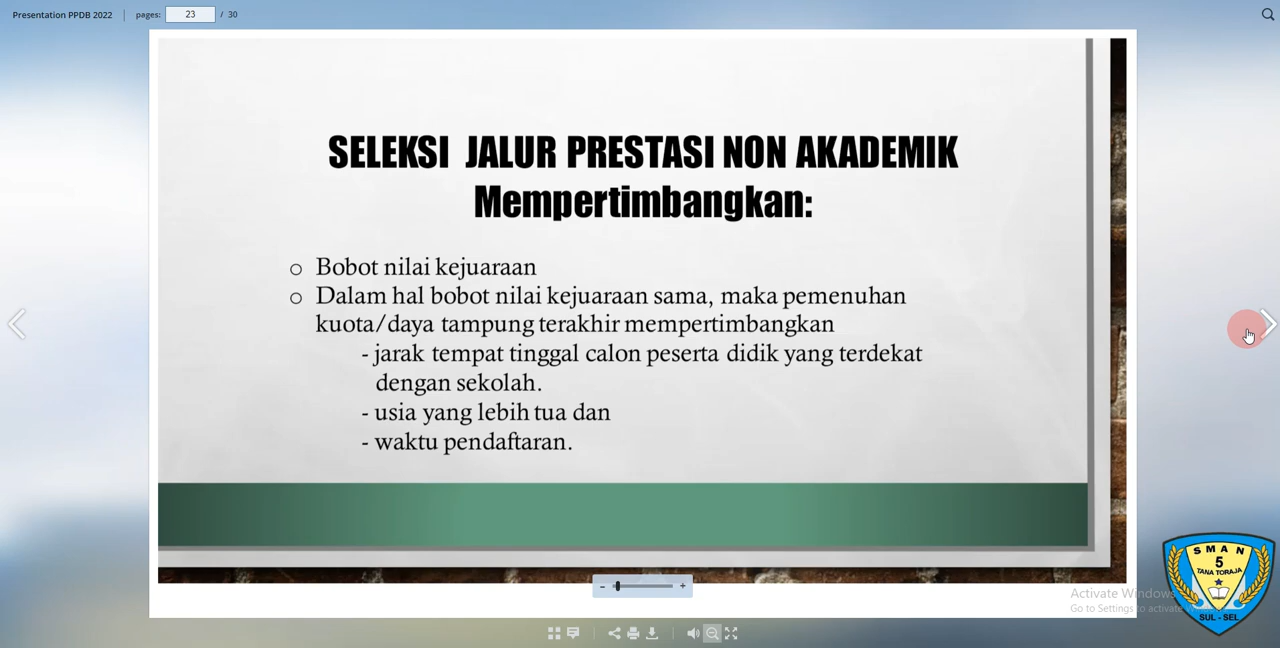 Presentation PPDB 2022
pages: 23 / 30
SELEKSI JALUR PRESTASI NON AKADEMIK
Mempertimbangkan:
o Bobot nilai kejuaraan
o Dalam hal bobot nilai kejuaraan sama, maka pemenuhan
kuota/daya tampung terakhir mempertimbangkan
- jarak tempat tinggal calon peserta didik yang terdekat
dengan sekolah.
- usia yang lebih tua dan
- waktu pendaftaran.
SMAN
5
TANA TORAJA
SUL - SEL
Activate Windows
Go to Settings to activate